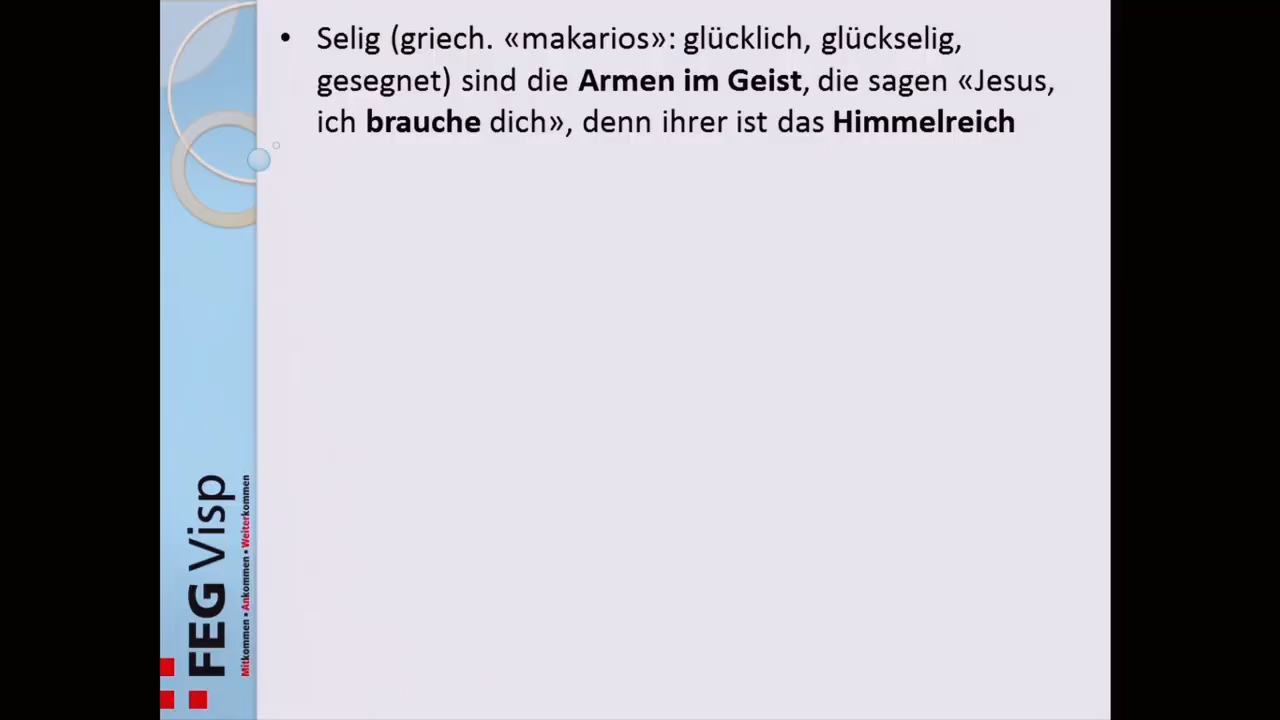 • Selig (griech. «makarios»: glücklich, glückselig,
gesegnet) sind die Armen im Geist, die sagen «Jesus,
ich brauche dich», denn ihrer ist das Himmelreich
FEG Visp
Mitkommen • Ankommen • Weiterkommen